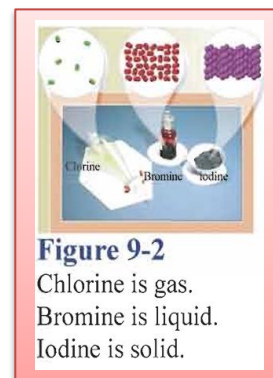 Chlorine
Bromine
iodine
Figure 9-2
Chlorine is gas.
Bromine is liquid.
Iodine is solid.